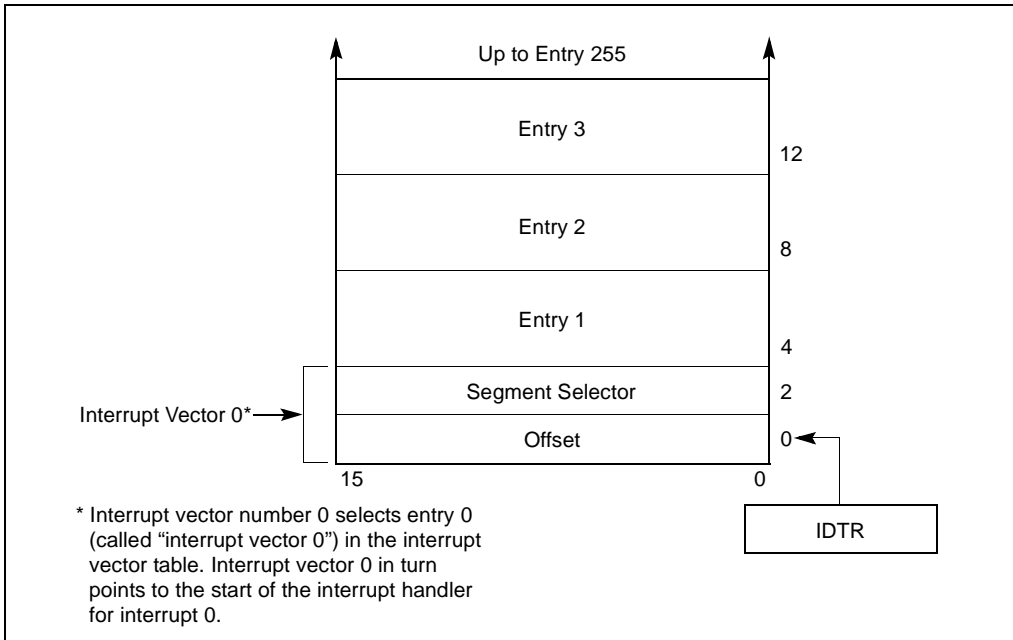 Up to Entry 255
Entry 3
12
Entry 2
8
Entry 1
4
Segment Selector
2
Interrupt Vector 0*
Offset
0
15
0
* Interrupt vector number 0 selects entry 0
(called “interrupt vector 0”) in the interrupt
vector table. Interrupt vector 0 in turn
points to the start of the interrupt handler
for interrupt 0.
IDTR